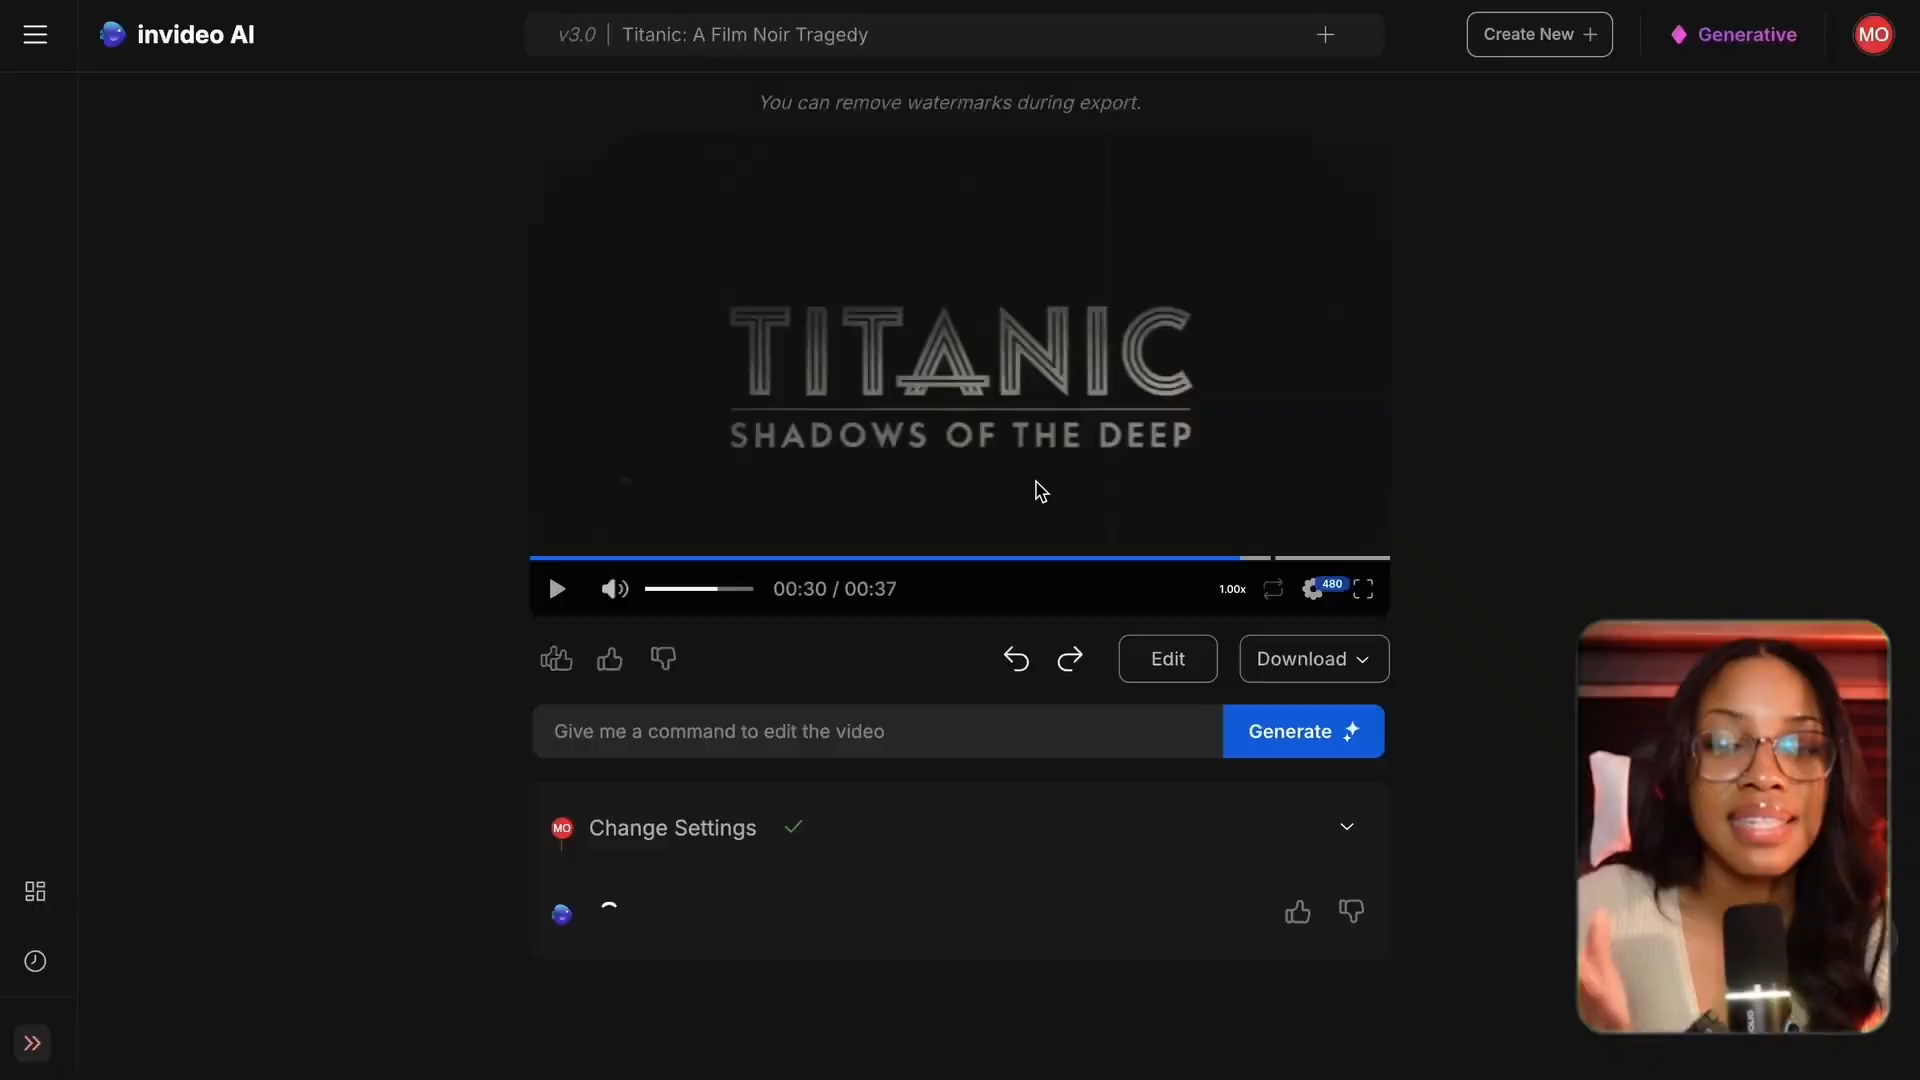 invideo AI
v3.0 | Titanic: A Film Noir Tragedy
Create New
Generative
MO
You can remove watermarks during export.
TITANIC
SHADOWS OF THE DEEP
00:30 / 00:37
1.00x
480
Edit
Download
Give me a command to edit the video
Generate
MO
Change Settings